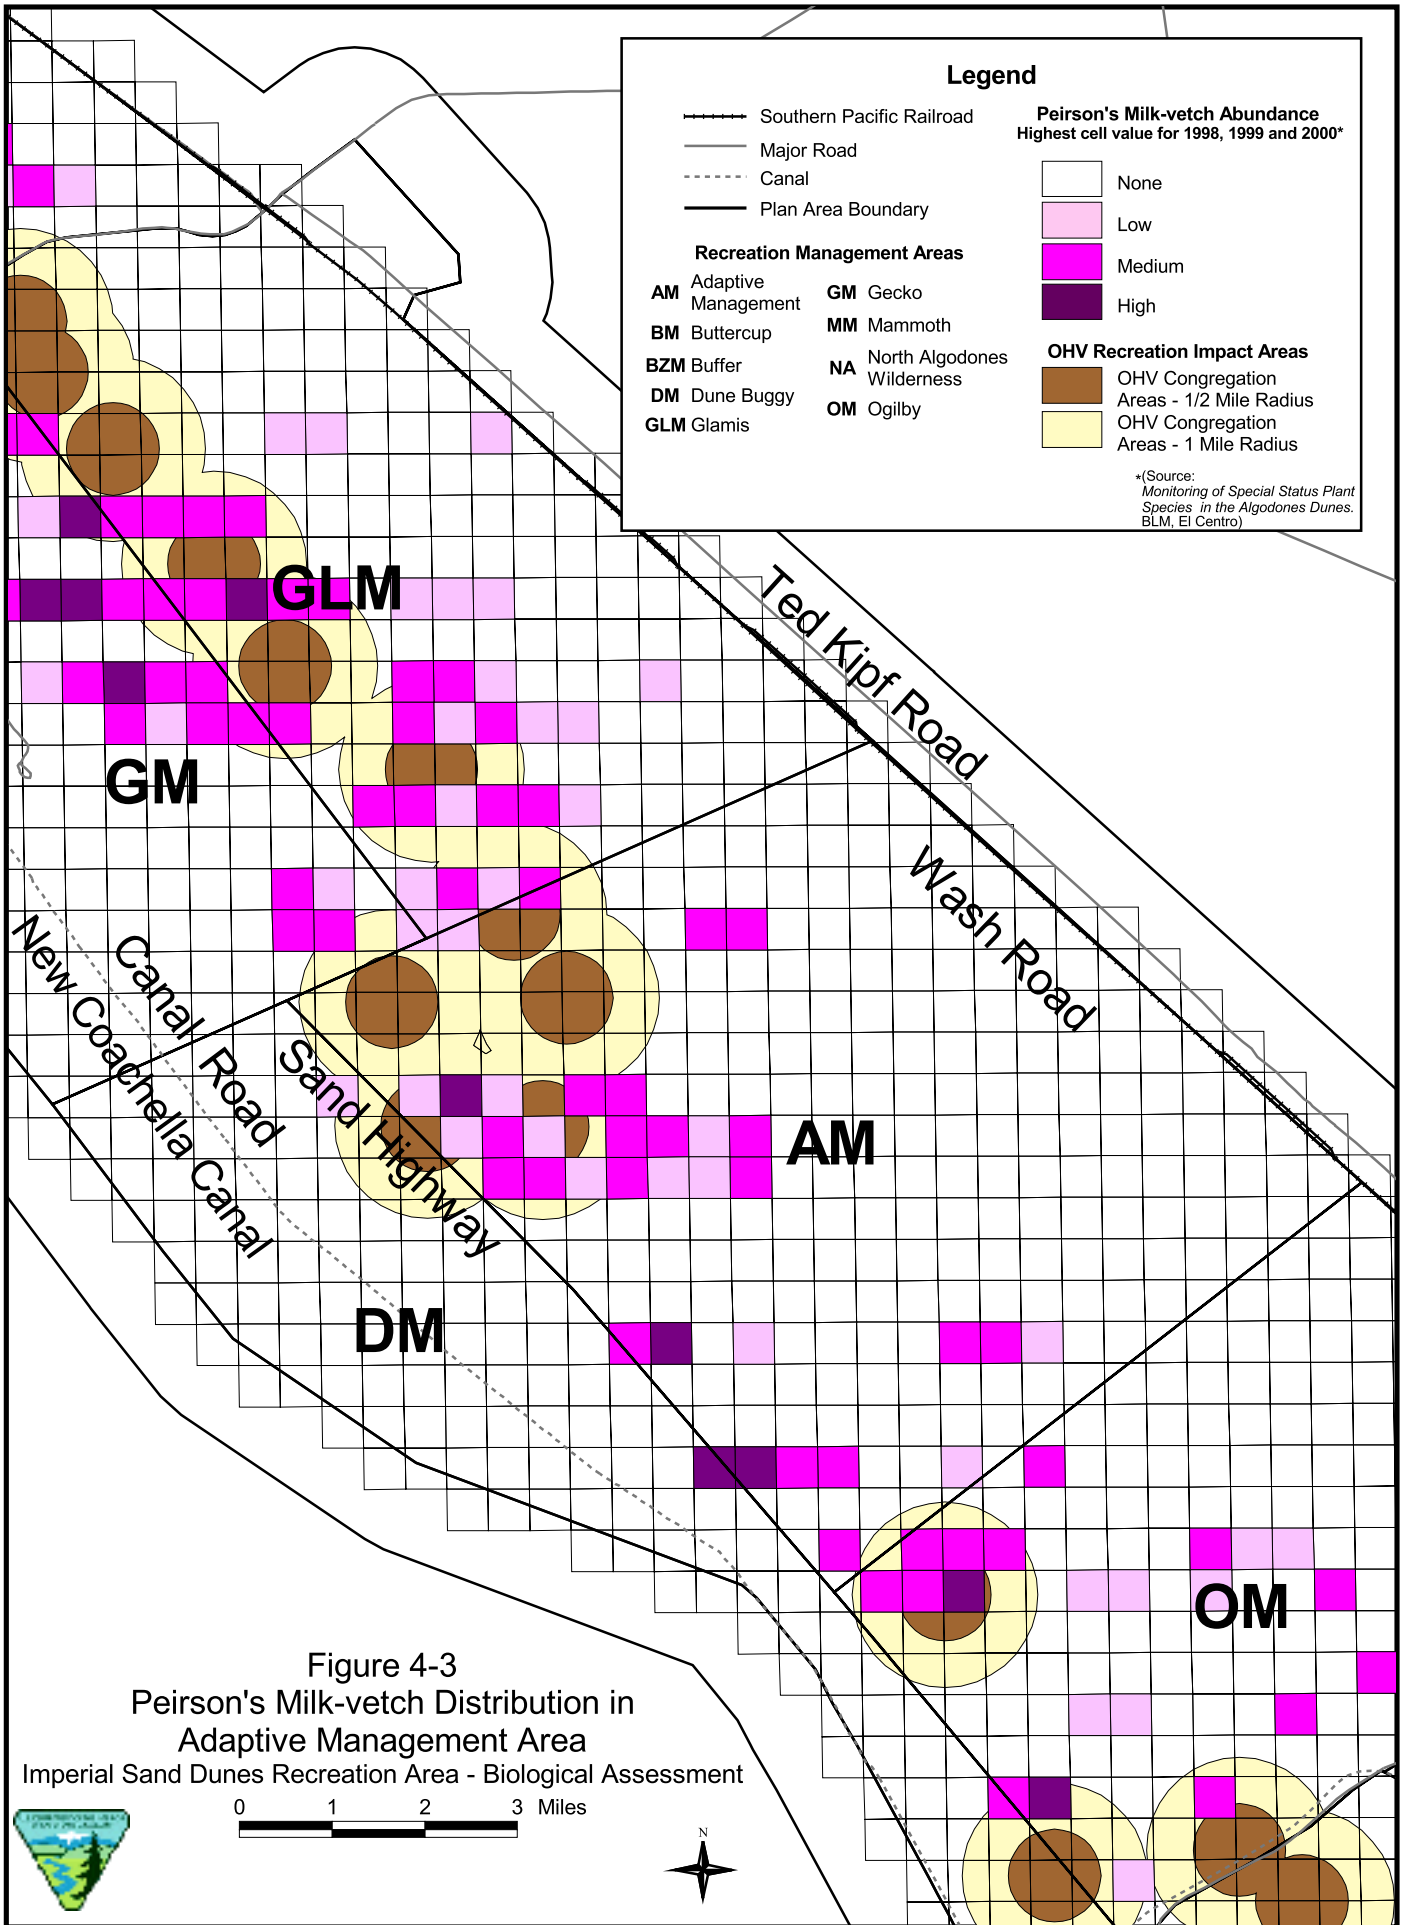 Legend
Southern Pacific Railroad
Major Road
Canal
Plan Area Boundary
Recreation Management Areas
AM Adaptive
Management
BM Buttercup
BZM Buffer
DM Dune Buggy
GLM Glamis
GM Gecko
MM Mammoth
NA North Algodones
Wilderness
OM Ogilby
Peirson's Milk-vetch Abundance
Highest cell value for 1998, 1999 and 2000*
None
Low
Medium
High
OHV Recreation Impact Areas
OHV Congregation
Areas - 1/2 Mile Radius
OHV Congregation
Areas - 1 Mile Radius
*(Source:
Monitoring of Special Status Plant
Species in the Algodones Dunes.
BLM, El Centro)
Ted Kipf Road
GLM
GM
Wash Road
Canal Road
New Coachella Canal
Sand Highway
AM
DM
OM
Figure 4-3
Peirson's Milk-vetch Distribution in
Adaptive Management Area
Imperial Sand Dunes Recreation Area - Biological Assessment
0 1 2 3 Miles
N